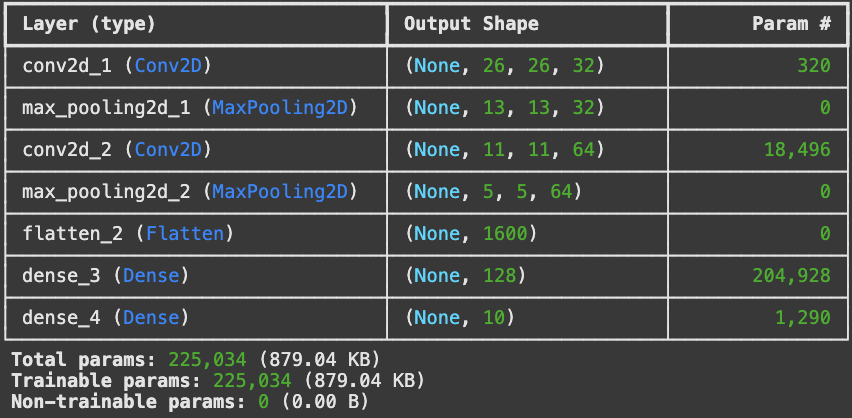 Layer (type) Output Shape Param #
conv2d_1 (Conv2D) (None, 26, 26, 32) 320
max_pooling2d_1 (MaxPooling2D) (None, 13, 13, 32) 0
conv2d_2 (Conv2D) (None, 11, 11, 64) 18,496
max_pooling2d_2 (MaxPooling2D) (None, 5, 5, 64) 0
flatten_2 (Flatten) (None, 1600) 0
dense_3 (Dense) (None, 128) 204,928
dense_4 (Dense) (None, 10) 1,290
Total params: 225,034 (879.04 KB)
Trainable params: 225,034 (879.04 KB)
Non-trainable params: 0 (0.00 B)